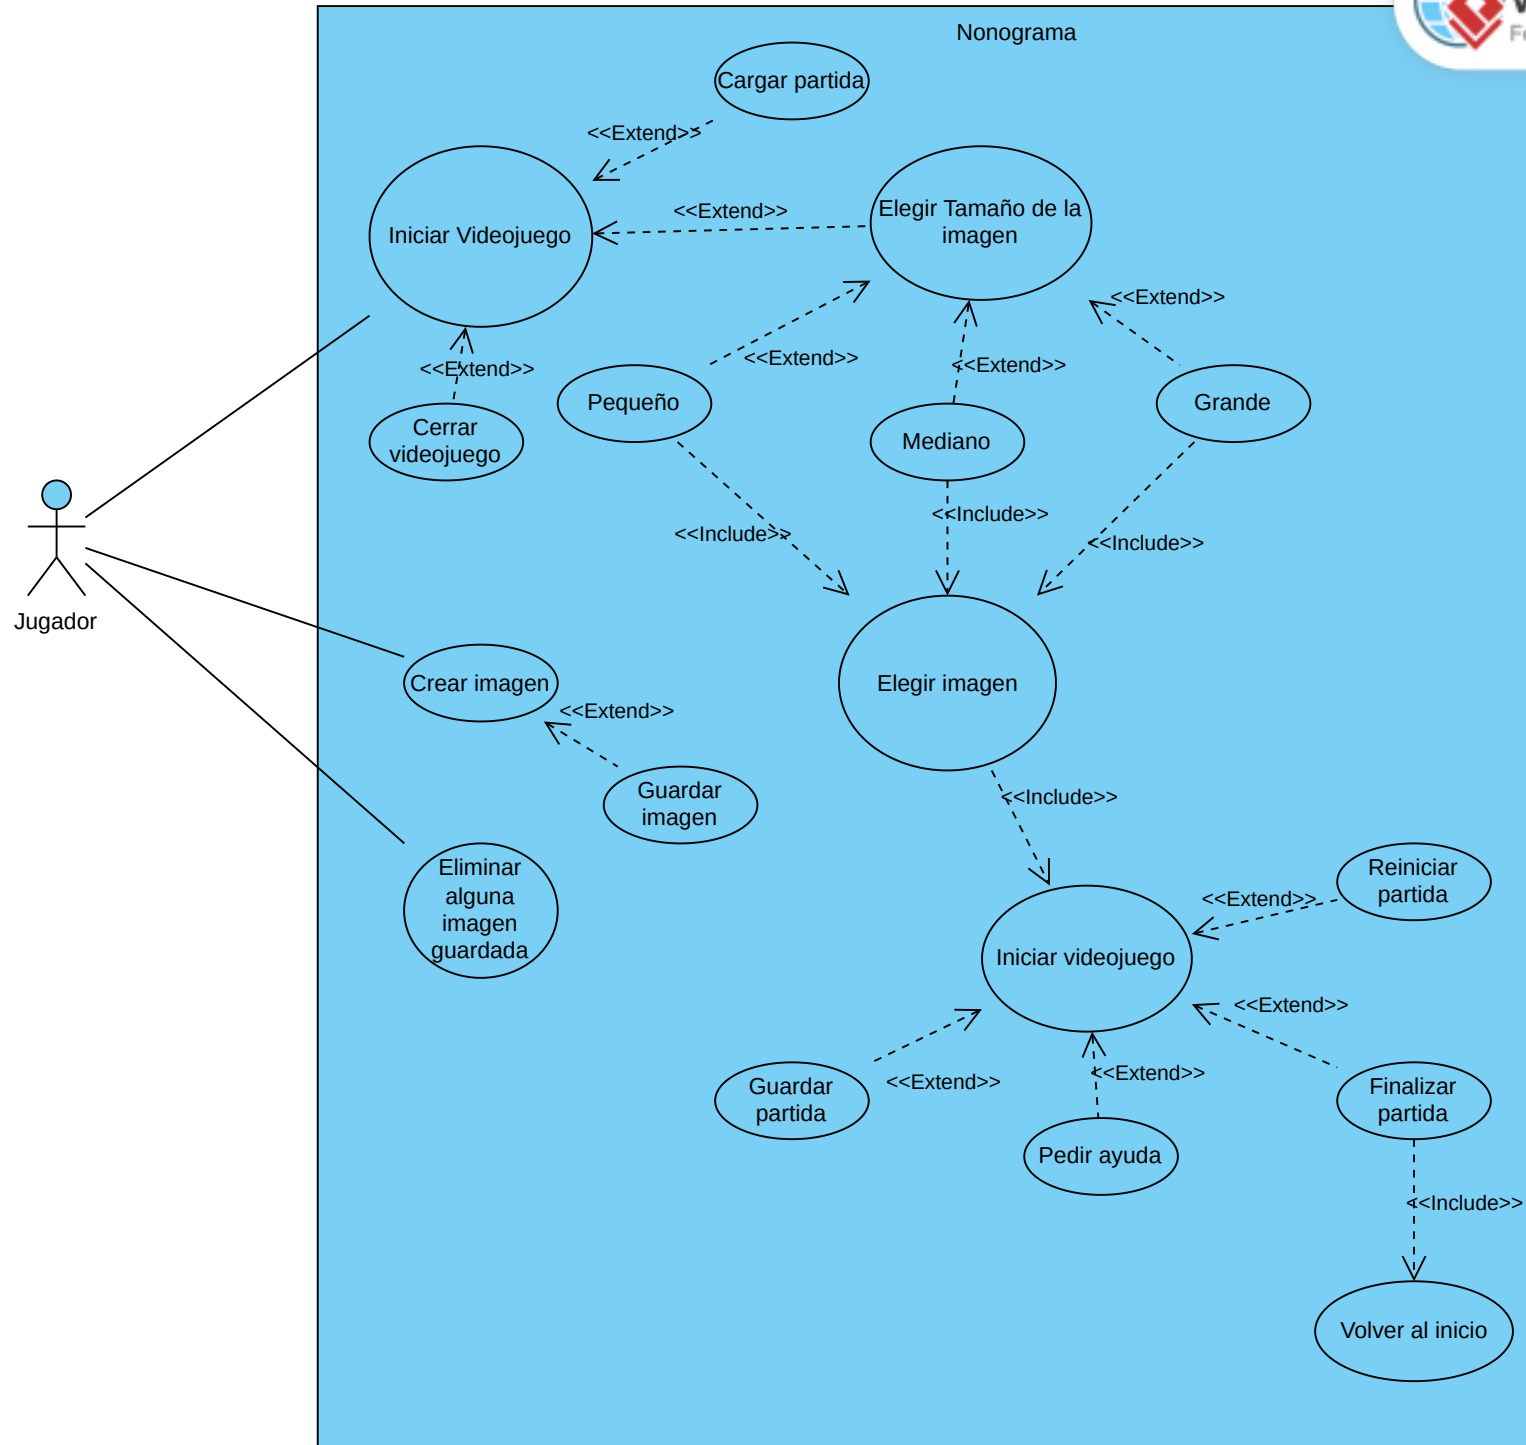 Nonograma
Cargar partida
<<Extend>>
Iniciar Videojuego
<<Extend>>
Elegir Tamaño de la
imagen
<<Extend>>
<<Extend>>
<<Extend>>
<<Extend>>
Cerrar
videojuego
Pequeño
Mediano
Grande
<<Include>>
<<Include>>
<<Include>>
Jugador
Crear imagen
<<Extend>>
Elegir imagen
Guardar
imagen
<<Include>>
Eliminar
alguna
imagen
guardada
Reiniciar
partida
<<Extend>>
Iniciar videojuego
<<Extend>>
Guardar
partida
<<Extend>>
<<Extend>>
Finalizar
partida
Pedir ayuda
<<Include>>
Volver al inicio